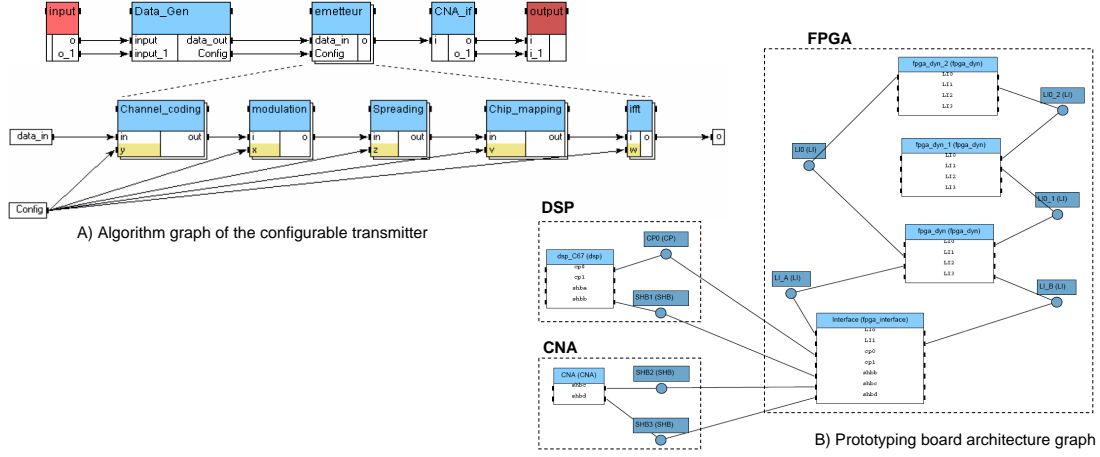 input
o
o_1
Data_Gen
input
data_out
input_1
Config
emetteur
data_in
o
Config
CNA_if
i
o
o_1
output
i
i_1
data_in
Config
Channel_coding
in
out
y
modulation
i
o
x
Spreading
in
out
z
Chip_mapping
in
out
v
ifft
i
o
w
o
A) Algorithm graph of the configurable transmitter
DSP
dsp_C67 (dsp)
cp0
cp1
shba
shbb
CP0 (CP)
SHB1 (SHB)
CNA
CNA (CNA)
shbc
shbd
SHB2 (SHB)
SHB3 (SHB)
FPGA
fpga_dyn_2 (fpga_dyn)
LI0
LI1
LI2
LI3
LI0_2 (LI)
LI0 (LI)
fpga_dyn_1 (fpga_dyn)
LI0
LI1
LI2
LI3
LI0_1 (LI)
fpga_dyn (fpga_dyn)
LI0
LI1
LI2
LI3
LI_A (LI)
LI_B (LI)
Interface (fpga_interface)
LI0
LI1
cp0
cp1
shbb
shbc
shbd
B) Prototyping board architecture graph